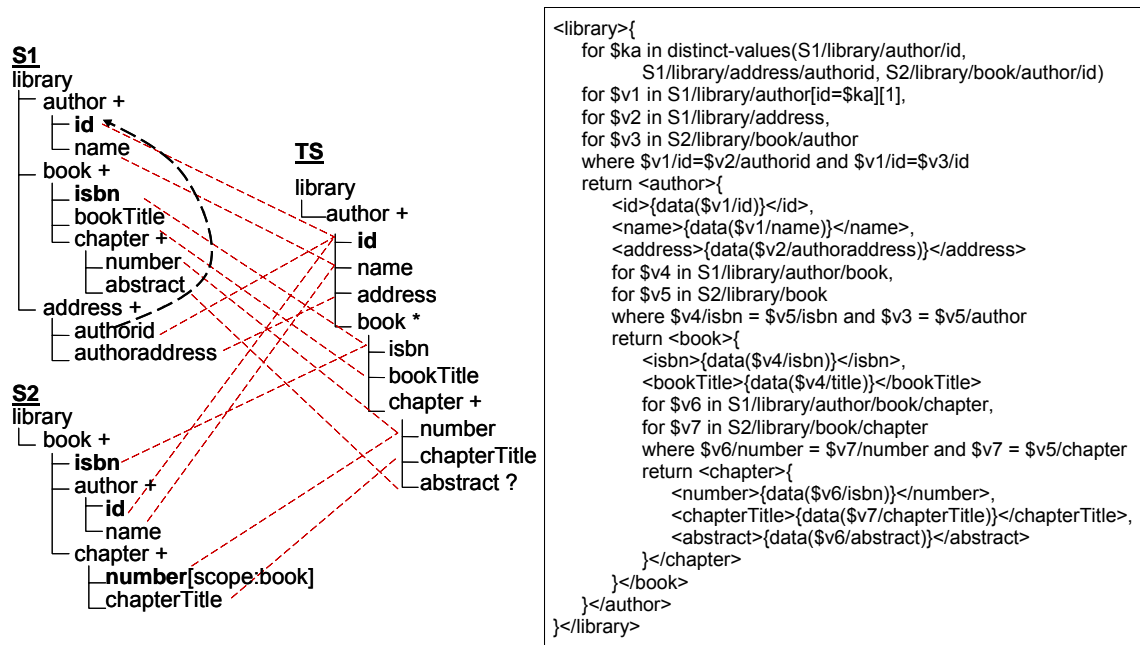 S1
library
author +
id
name
book +
isbn
bookTitle
chapter +
number
abstract
address +
authorid
authoraddress
S2
library
book +
isbn
author +
id
name
chapter +
number[scope:book]
chapterTitle
TS
library
author +
id
name
address
book *
isbn
bookTitle
chapter +
number
chapterTitle
abstract ?
<library>{
for $ka in distinct-values(S1/library/author/id,
S1/library/address/authorid, S2/library/book/author/id)
for $v1 in S1/library/author[id=$ka][1],
for $v2 in S1/library/address,
for $v3 in S2/library/book/author
where $v1/id=$v2/authorid and $v1/id=$v3/id
return <author>{
<id>{data($v1/id)}</id>,
<name>{data($v1/name)}</name>,
<address>{data($v2/authoraddress)}</address>
for $v4 in S1/library/author/book,
for $v5 in S2/library/book
where $v4/isbn = $v5/isbn and $v3 = $v5/author
return <book>{
<isbn>{data($v4/isbn)}</isbn>,
<bookTitle>{data($v4/title)}</bookTitle>
for $v6 in S1/library/author/book/chapter,
for $v7 in S2/library/book/chapter
where $v6/number = $v7/number and $v7 = $v5/chapter
return <chapter>{
<number>{data($v6/isbn)}</number>,
<chapterTitle>{data($v7/chapterTitle)}</chapterTitle>,
<abstract>{data($v6/abstract)}</abstract>
}</chapter>
}</book>
}</author>
}</library>